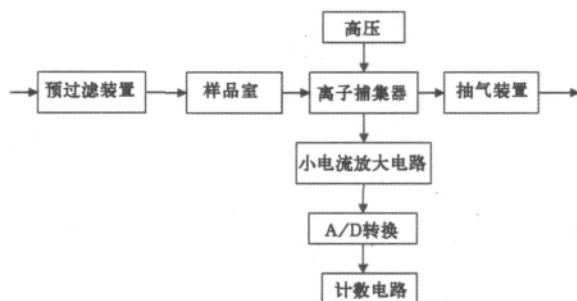 高压
预过滤装置
样品室
离子捕集器
抽气装置
小电流放大电路
A/D转换
计数电路